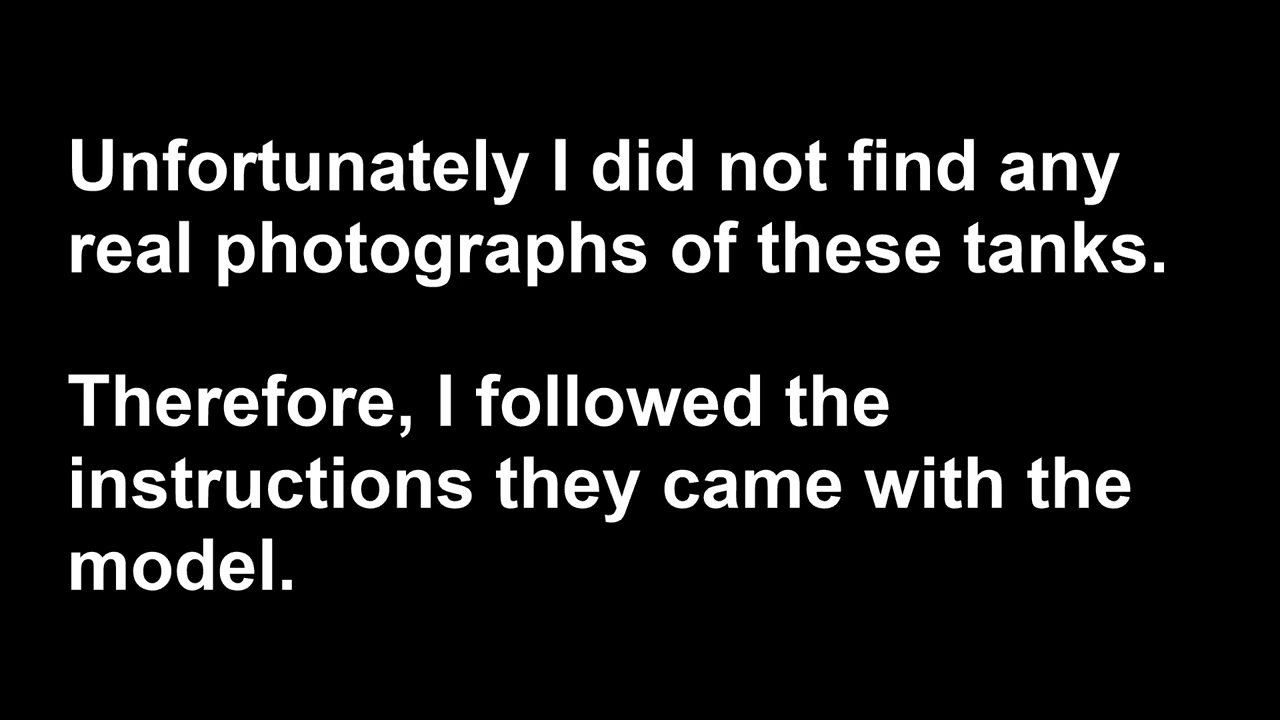 Unfortunately I did not find any
real photographs of these tanks.
Therefore, I followed the
instructions they came with the
model.